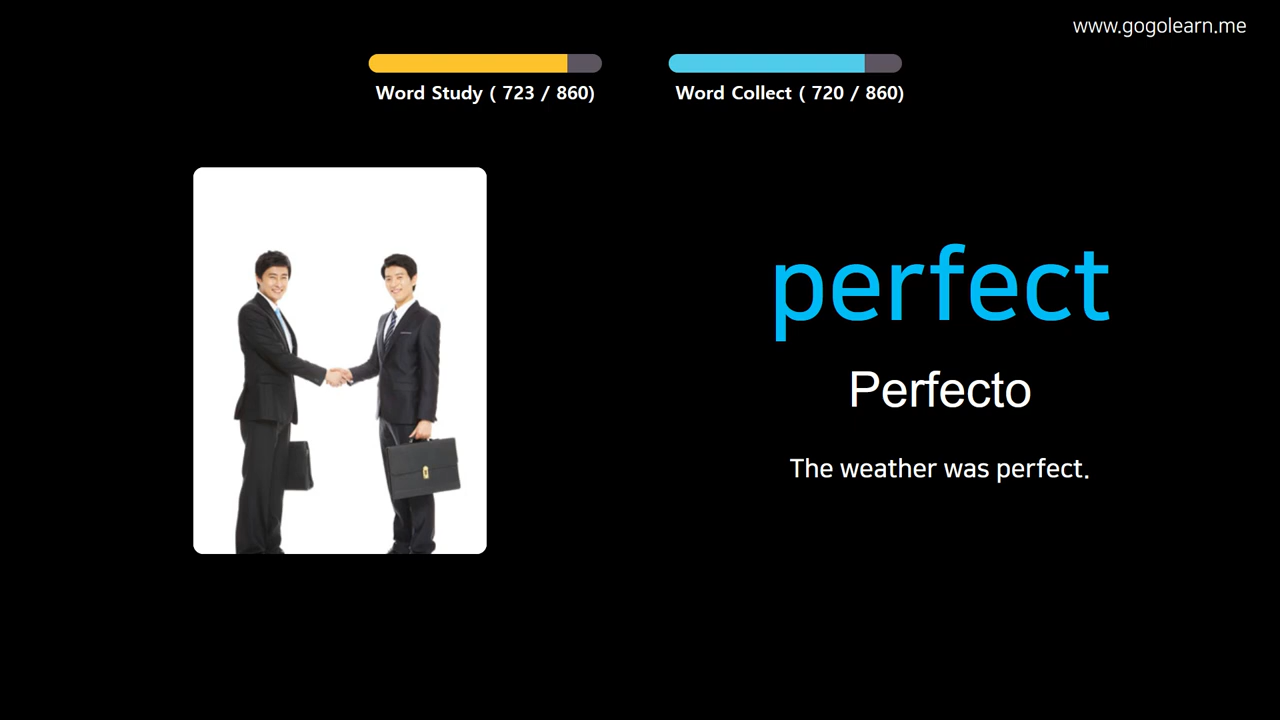 www.gogolearn.me
Word Study ( 723 / 860)
Word Collect ( 720 / 860)
perfect
Perfecto
The weather was perfect.